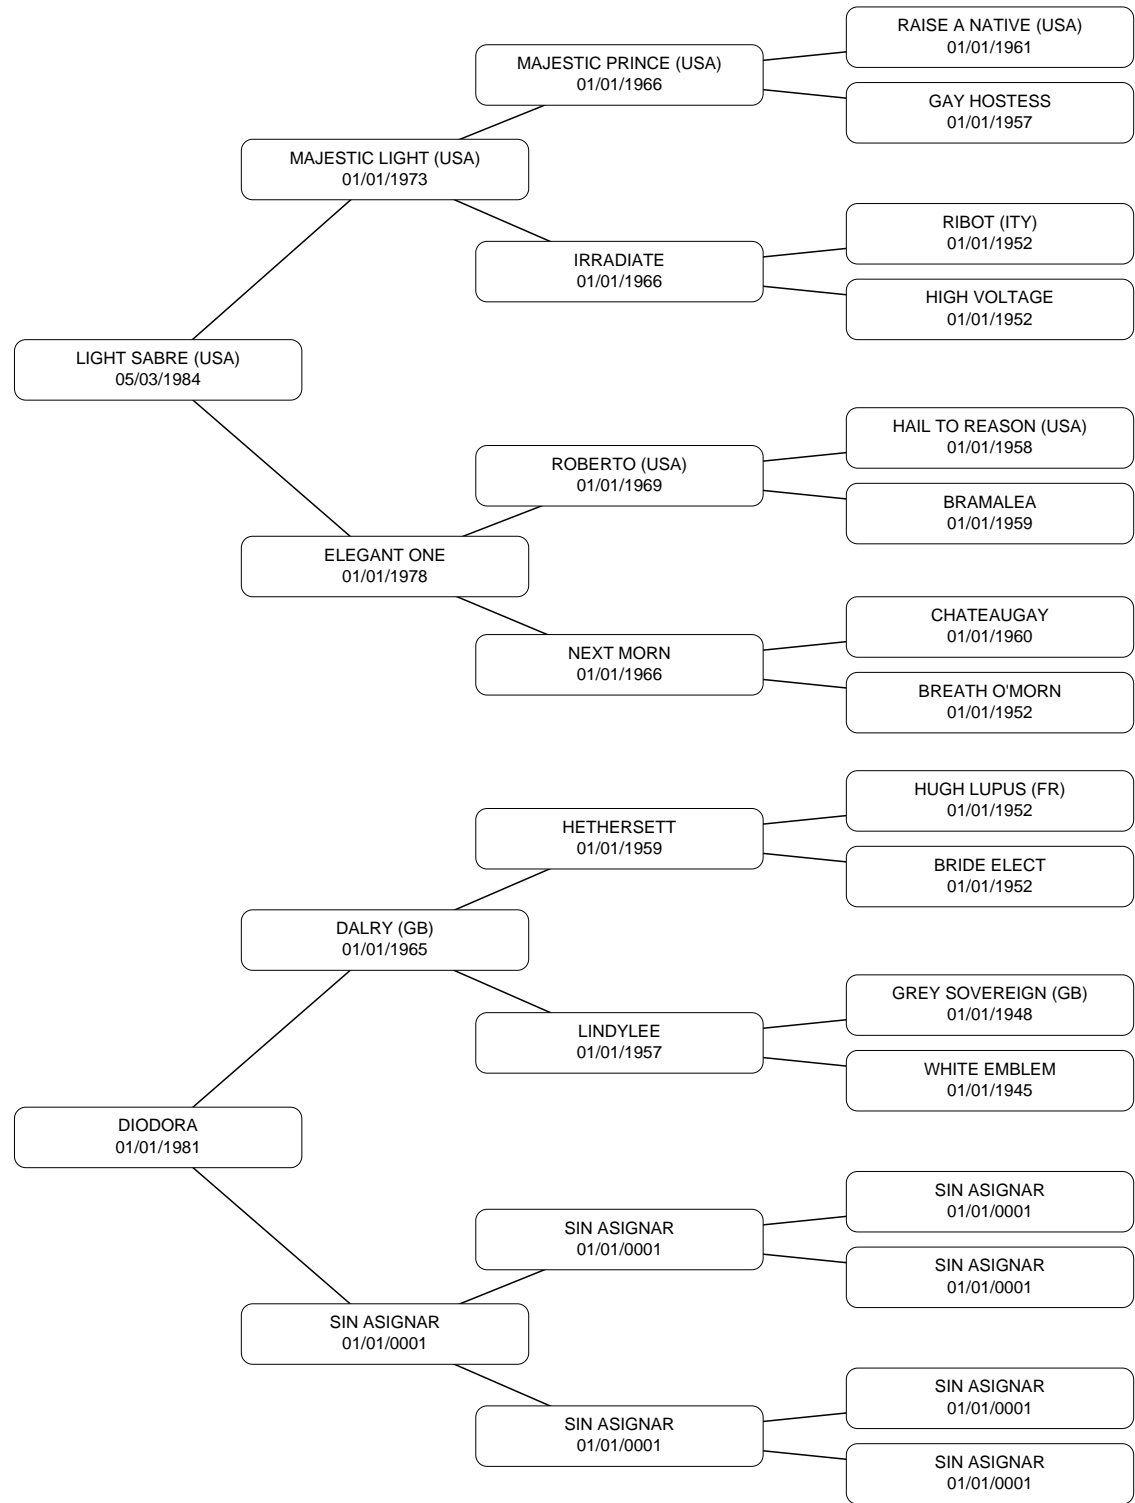 RAISE A NATIVE (USA)
01/01/1961
MAJESTIC PRINCE (USA)
01/01/1966
GAY HOSTESS
01/01/1957
MAJESTIC LIGHT (USA)
01/01/1973
RIBOT (ITY)
01/01/1952
IRRADIATE
01/01/1966
HIGH VOLTAGE
01/01/1952
LIGHT SABRE (USA)
05/03/1984
HAIL TO REASON (USA)
01/01/1958
ROBERTO (USA)
01/01/1969
BRAMALEA
01/01/1959
ELEGANT ONE
01/01/1978
CHATEAUGAY
01/01/1960
NEXT MORN
01/01/1966
BREATH O'MORN
01/01/1952
HUGH LUPUS (FR)
01/01/1952
HETHERSETT
01/01/1959
BRIDE ELECT
01/01/1952
DALRY (GB)
01/01/1965
GREY SOVEREIGN (GB)
01/01/1948
LINDYLEE
01/01/1957
WHITE EMBLEM
01/01/1945
DIODORA
01/01/1981
SIN ASIGNAR
01/01/0001
SIN ASIGNAR
01/01/0001
SIN ASIGNAR
01/01/0001
SIN ASIGNAR
01/01/0001
SIN ASIGNAR
01/01/0001
SIN ASIGNAR
01/01/0001
SIN ASIGNAR
01/01/0001